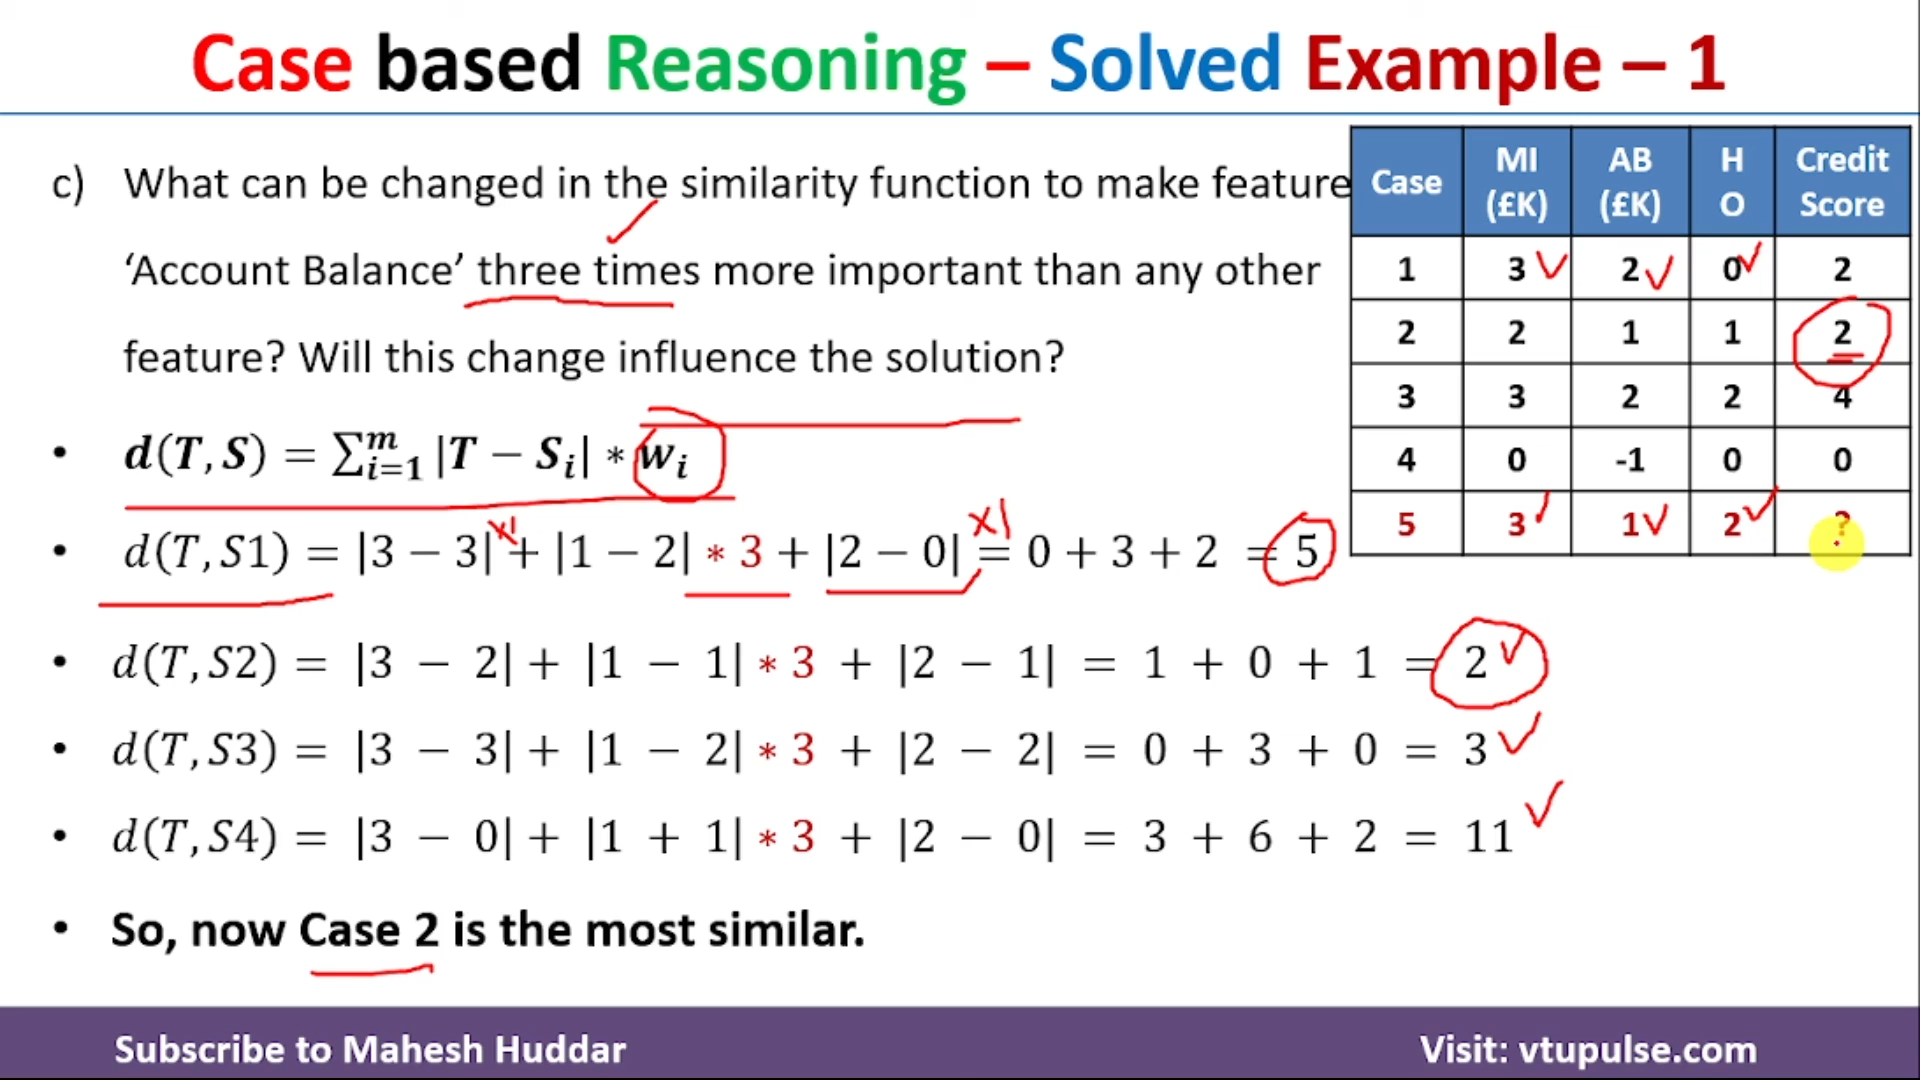 Case based Reasoning – Solved Example – 1
c) What can be changed in the similarity function to make feature
‘Account Balance’ three times more important than any other
feature? Will this change influence the solution?
• d(T, S) = ∑ᵢ₌₁ᵐ |T − Sᵢ| * wᵢ
• d(T, S1) = |3 − 3| x1 + |1 − 2| * 3 + |2 − 0| x1 = 0 + 3 + 2 = 5
• d(T, S2) = |3 − 2| + |1 − 1| * 3 + |2 − 1| = 1 + 0 + 1 = 2
• d(T, S3) = |3 − 3| + |1 − 2| * 3 + |2 − 2| = 0 + 3 + 0 = 3
• d(T, S4) = |3 − 0| + |1 + 1| * 3 + |2 − 0| = 3 + 6 + 2 = 11
• So, now Case 2 is the most similar.
Case MI (£K) AB (£K) H O Credit Score
1 3 2 0 2
2 2 1 1 2
3 3 2 2 4
4 0 -1 0 0
5 3 1 2 ?
Subscribe to Mahesh Huddar
Visit: vtupulse.com